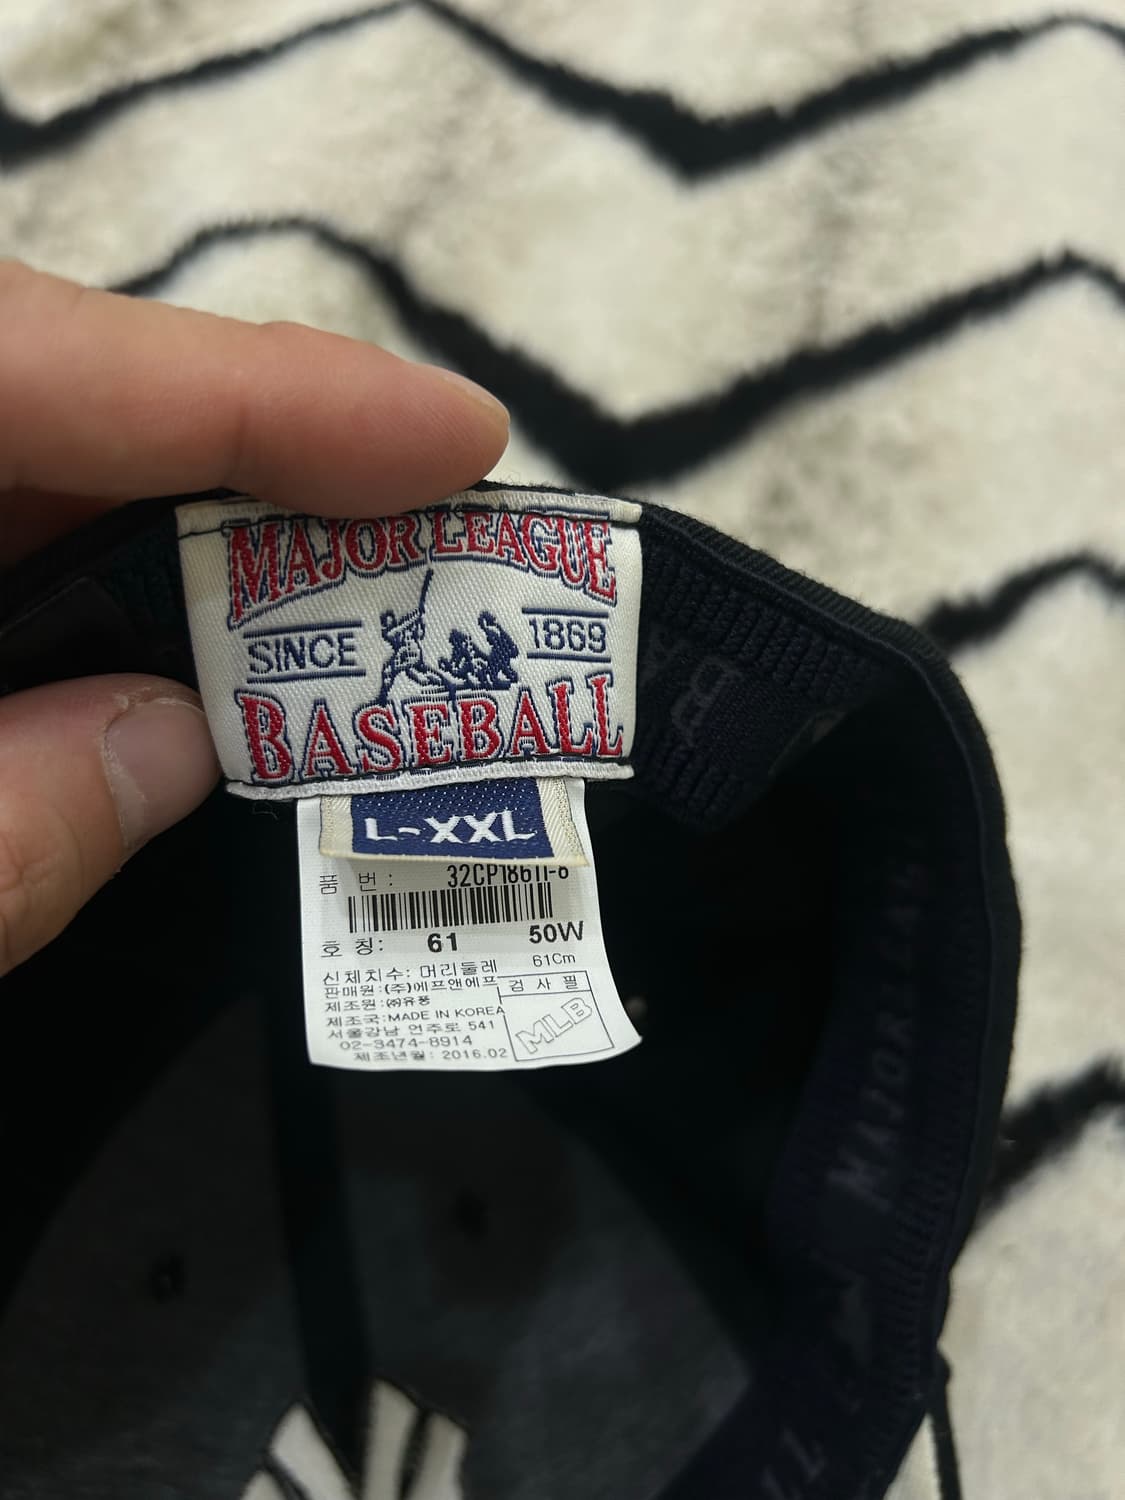 MAJOR LEAGUE
SINCE 1869
BASEBALL
L-XXL
품 번: 32CP18611-6
호 칭: 61 50W
61Cm
신체치수: 머리둘레
판매원:(주)에프앤에프
검 사 필
제조원:㈜유풍
MLB
제조국:MADE IN KOREA
서울강남 언주로 541
02-3474-8914
제조년월: 2016.02
MAJOR LEAG